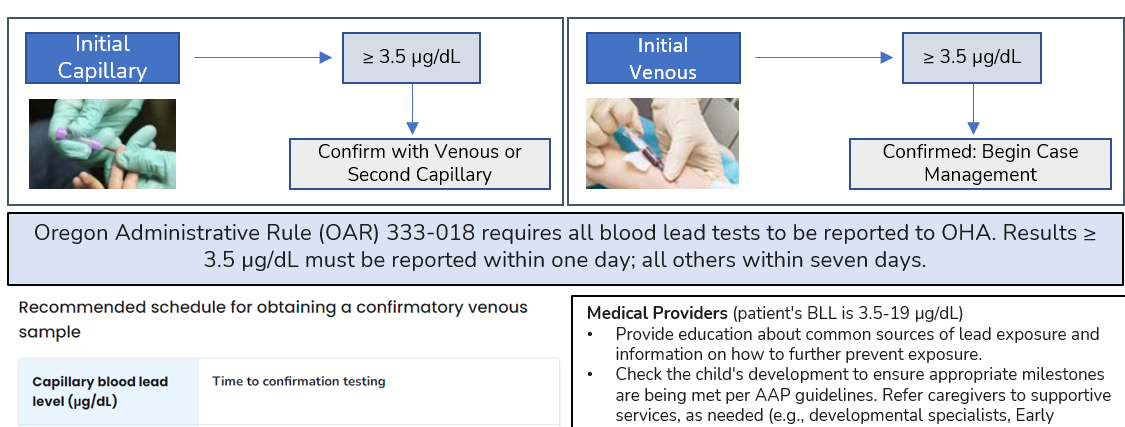 Initial
Capillary
≥ 3.5 µg/dL
Confirm with Venous or
Second Capillary
Initial
Venous
≥ 3.5 µg/dL
Confirmed: Begin Case
Management
Oregon Administrative Rule (OAR) 333-018 requires all blood lead tests to be reported to OHA. Results ≥
3.5 µg/dL must be reported within one day; all others within seven days.
Recommended schedule for obtaining a confirmatory venous
sample
Capillary blood lead
level (µg/dL)
Time to confirmation testing
Medical Providers (patient's BLL is 3.5-19 µg/dL)
• Provide education about common sources of lead exposure and
information on how to further prevent exposure.
• Check the child's development to ensure appropriate milestones
are being met per AAP guidelines. Refer caregivers to supportive
services, as needed (e.g., developmental specialists, Early